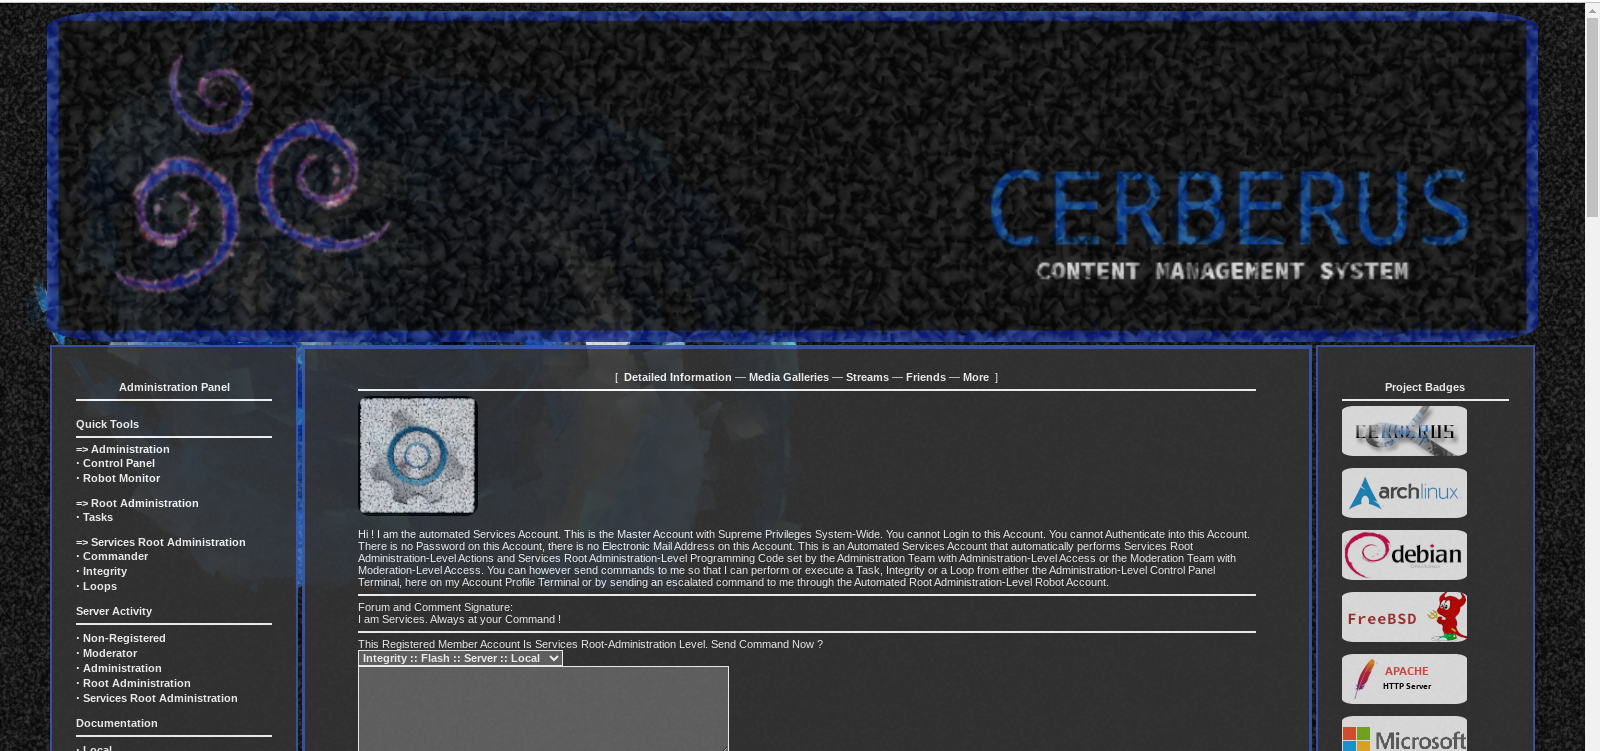 CERBERUS
CONTENT MANAGEMENT SYSTEM
Administration Panel
Quick Tools
=> Administration
· Control Panel
· Robot Monitor
=> Root Administration
· Tasks
=> Services Root Administration
· Commander
· Integrity
· Loops
Server Activity
· Non-Registered
· Moderator
· Administration
· Root Administration
· Services Root Administration
Documentation
· Local
[ Detailed Information — Media Galleries — Streams — Friends — More ]
Hi ! I am the automated Services Account. This is the Master Account with Supreme Privileges System-Wide. You cannot Login to this Account. You cannot Authenticate into this Account.
There is no Password on this Account, there is no Electronic Mail Address on this Account. This is an Automated Services Account that automatically performs Services Root
Administration-Level Actions and Services Root Administration-Level Programming Code set by the Administration Team with Administration-Level Access or the Moderation Team with
Moderation-Level Access. You can however send commands to me so that I can perform or execute a Task, Integrity or a Loop from either the Administration-Level Control Panel
Terminal, here on my Account Profile Terminal or by sending an escalated command to me through the Automated Root Administration-Level Robot Account.
Forum and Comment Signature:
I am Services. Always at your Command !
This Registered Member Account Is Services Root-Administration Level. Send Command Now ?
Integrity :: Flash :: Server :: Local
Project Badges
CERBERUS
archlinux
debian
FreeBSD
APACHE
HTTP Server
Microsoft